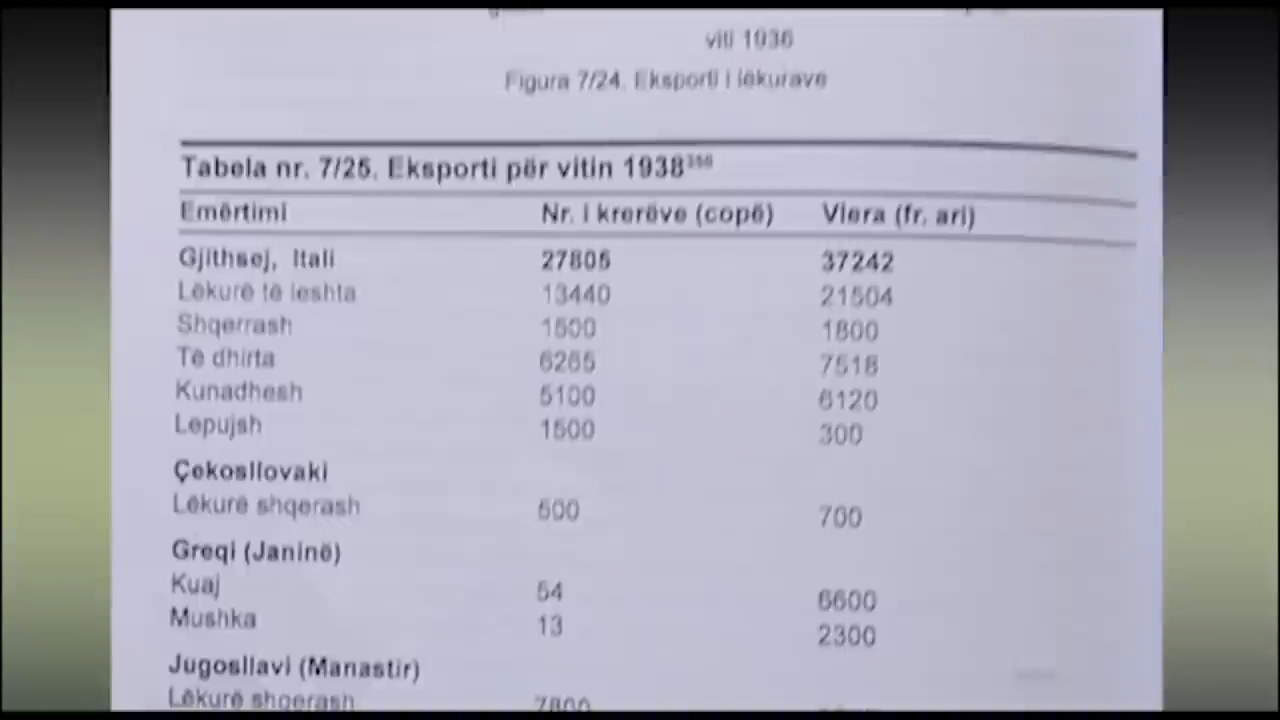 viti 1936
Figura 7/24. Eksporti i lëkurave
Tabela nr. 7/25. Eksporti për vitin 1938
Emërtimi Nr. i krerëve (copë) Vlera (fr. ari)
Gjithsej, Itali 27805 37242
Lëkurë të leshta 13440 21504
Shqerrash 1500 1800
Të dhirta 6265 7518
Kunadhesh 5100 6120
Lepujsh 1500 300
Çekosllovaki
Lëkurë shqerash 500 700
Greqi (Janinë)
Kuaj 54 6600
Mushka 13 2300
Jugosllavi (Manastir)
Lëkurë shqerash 7800